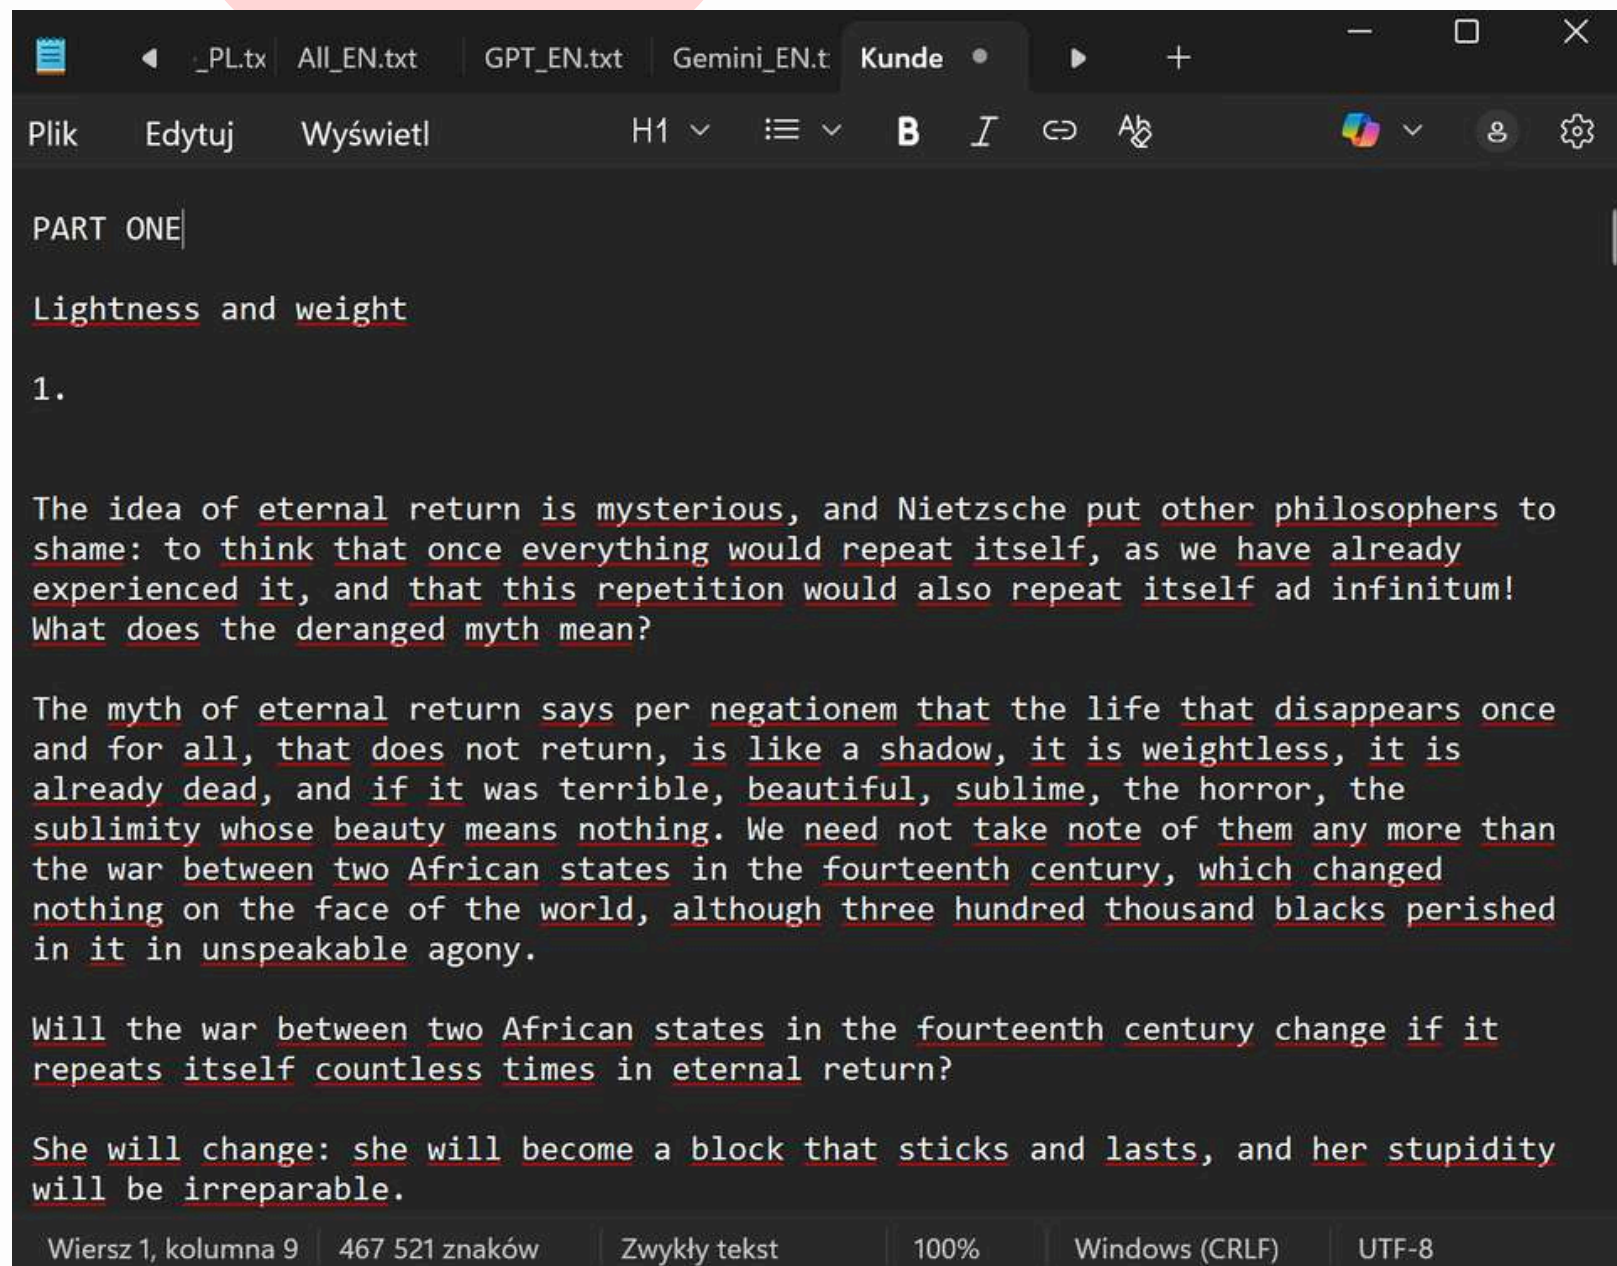 _PL.tx All_EN.txt GPT_EN.txt Gemini_EN.t Kunde
Plik Edytuj Wyświetl H1 B I
PART ONE
Lightness and weight
1.
The idea of eternal return is mysterious, and Nietzsche put other philosophers to
shame: to think that once everything would repeat itself, as we have already
experienced it, and that this repetition would also repeat itself ad infinitum!
What does the deranged myth mean?
The myth of eternal return says per negationem that the life that disappears once
and for all, that does not return, is like a shadow, it is weightless, it is
already dead, and if it was terrible, beautiful, sublime, the horror, the
sublimity whose beauty means nothing. We need not take note of them any more than
the war between two African states in the fourteenth century, which changed
nothing on the face of the world, although three hundred thousand blacks perished
in it in unspeakable agony.
Will the war between two African states in the fourteenth century change if it
repeats itself countless times in eternal return?
She will change: she will become a block that sticks and lasts, and her stupidity
will be irreparable.
Wiersz 1, kolumna 9 467 521 znaków Zwykły tekst 100% Windows (CRLF) UTF-8